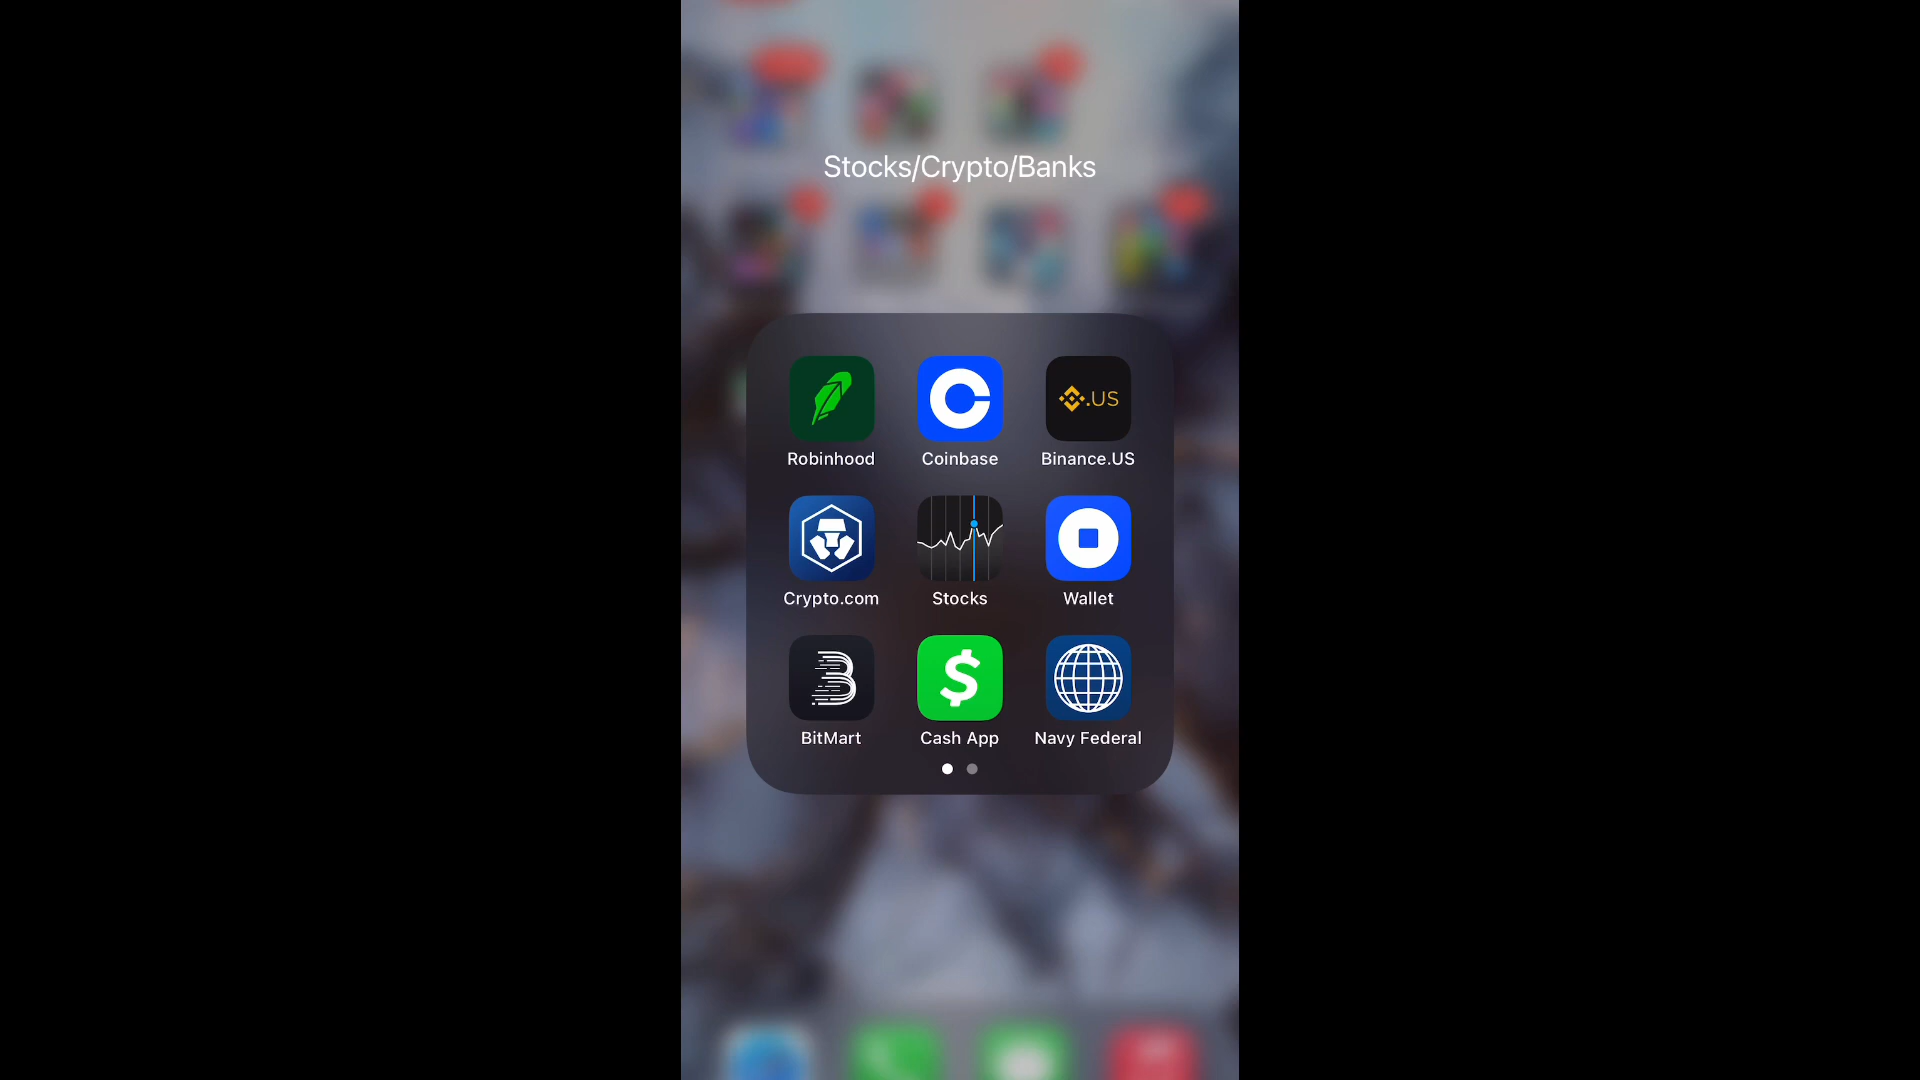 Stocks/Crypto/Banks
.US
Robinhood Coinbase Binance.US
Crypto.com Stocks Wallet
$
BitMart Cash App Navy Federal